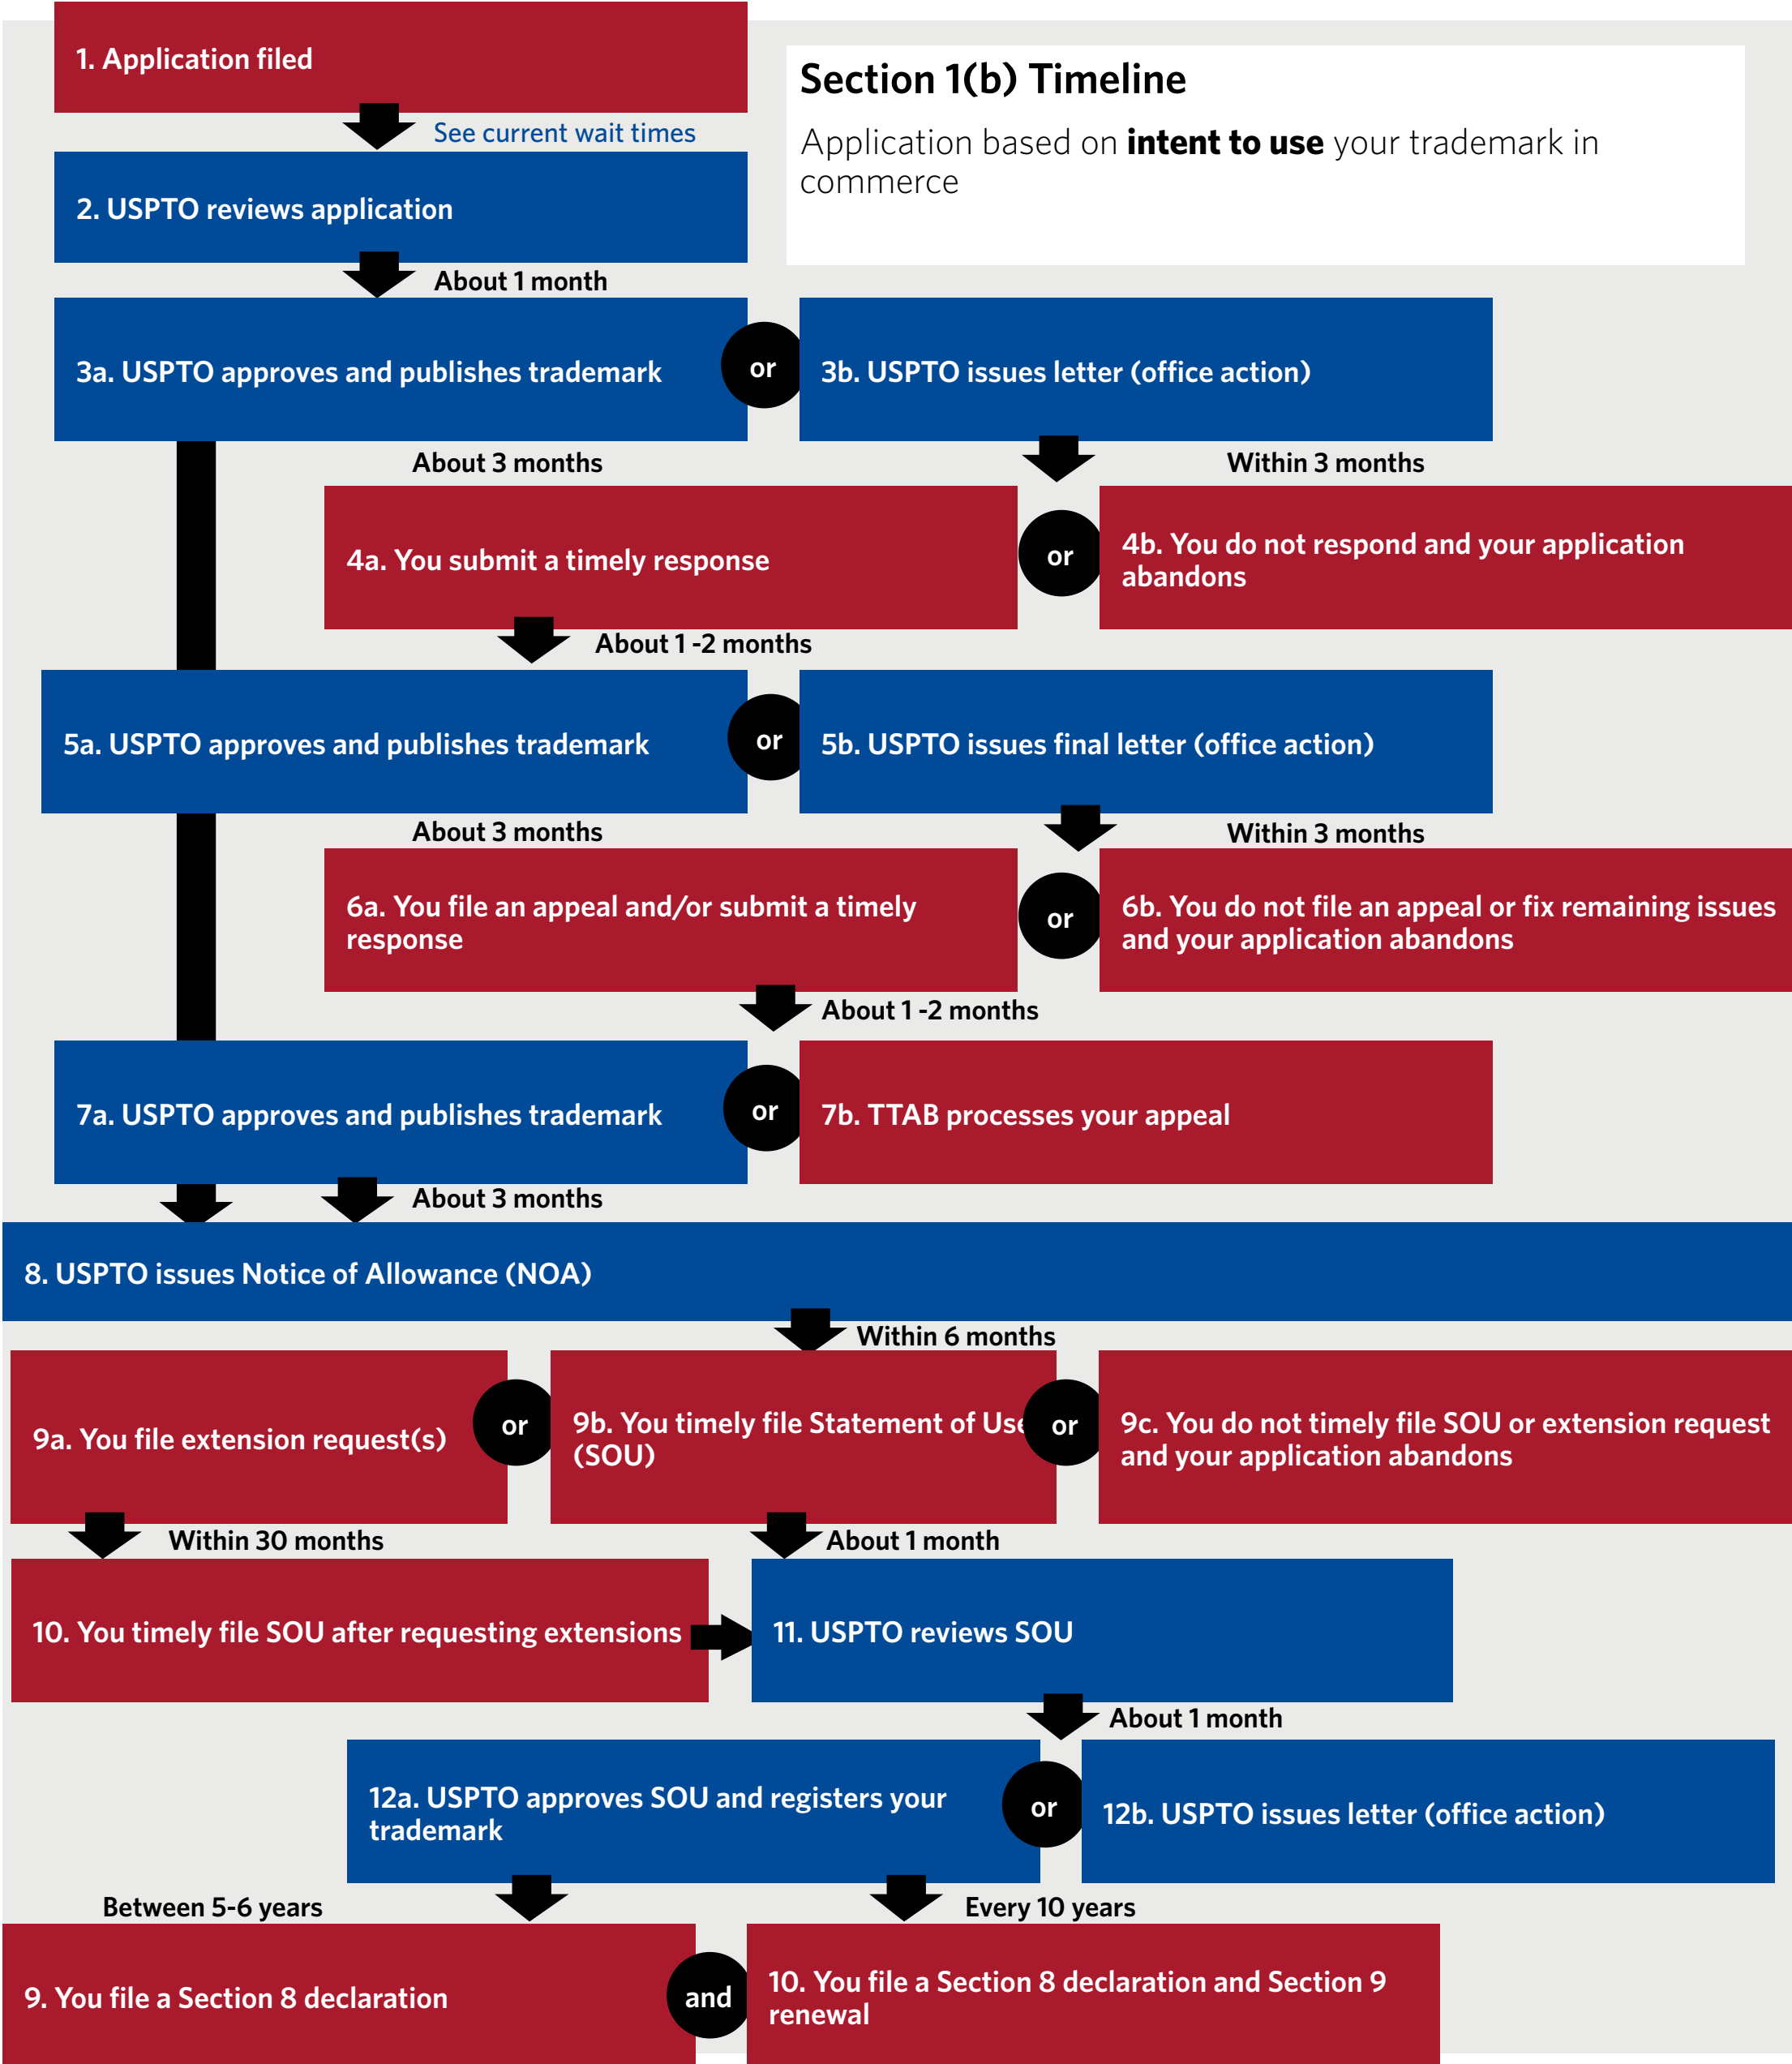 1. Application filed
Section 1(b) Timeline
Application based on intent to use your trademark in
commerce
See current wait times
2. USPTO reviews application
About 1 month
3a. USPTO approves and publishes trademark
or
3b. USPTO issues letter (office action)
About 3 months
Within 3 months
4a. You submit a timely response
or
4b. You do not respond and your application
abandons
About 1 -2 months
5a. USPTO approves and publishes trademark
or
5b. USPTO issues final letter (office action)
About 3 months
Within 3 months
6a. You file an appeal and/or submit a timely
response
or
6b. You do not file an appeal or fix remaining issues
and your application abandons
About 1 -2 months
7a. USPTO approves and publishes trademark
or
7b. TTAB processes your appeal
About 3 months
8. USPTO issues Notice of Allowance (NOA)
Within 6 months
9a. You file extension request(s)
or
9b. You timely file Statement of Use
(SOU)
or
9c. You do not timely file SOU or extension request
and your application abandons
Within 30 months
About 1 month
10. You timely file SOU after requesting extensions
11. USPTO reviews SOU
About 1 month
12a. USPTO approves SOU and registers your
trademark
or
12b. USPTO issues letter (office action)
Between 5-6 years
Every 10 years
9. You file a Section 8 declaration
and
10. You file a Section 8 declaration and Section 9
renewal